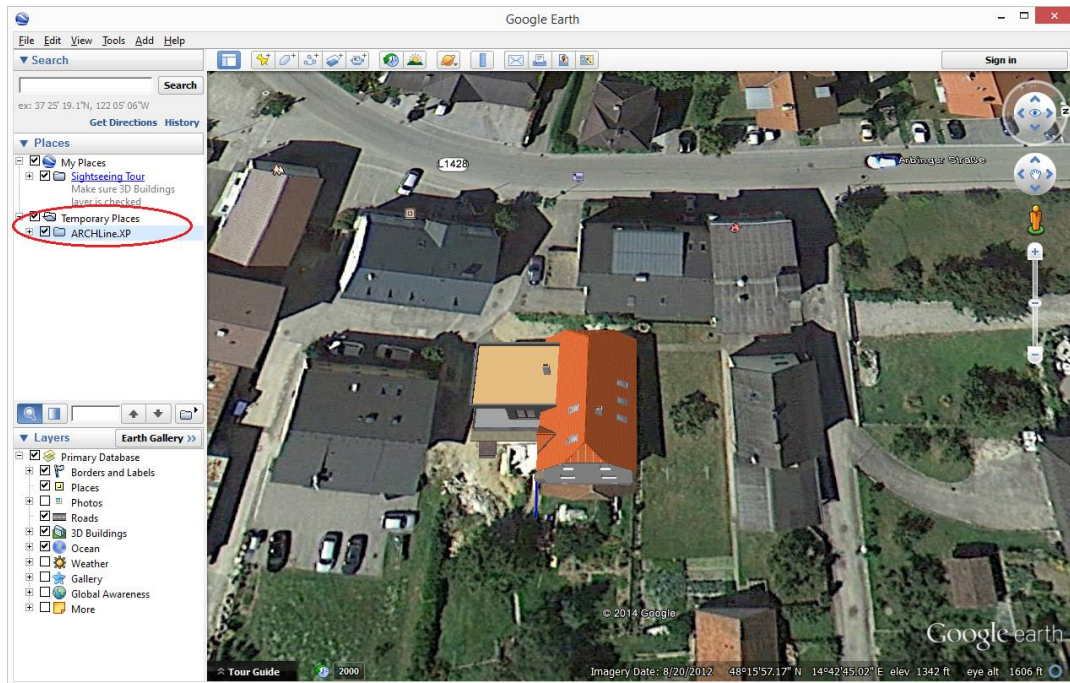 Google Earth
File Edit View Tools Add Help
Search
Sign in
Search
ex: 37 25' 19.1"N, 122 05' 06"W
Get Directions History
Places
My Places
Sightseeing Tour
Make sure 3D Buildings
layer is checked
Temporary Places
ARCHLine.XP
L1428
Arbinger Straße
N
Layers
Earth Gallery >>
Primary Database
Borders and Labels
Places
Photos
Roads
3D Buildings
Ocean
Weather
Gallery
Global Awareness
More
© 2014 Google
Google earth
Tour Guide
2000
Imagery Date: 8/20/2012 48°15'57.17" N 14°42'45.02" E elev 1342 ft eye alt 1606 ft